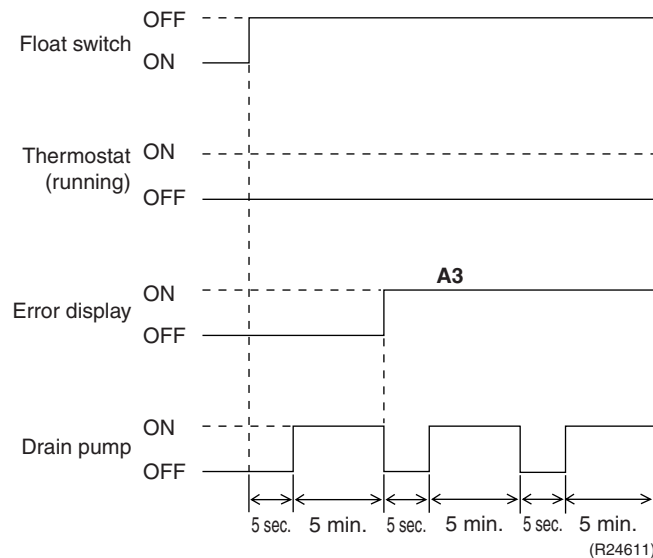 OFF
Float switch
ON
Thermostat ON
(running)
OFF
A3
ON
Error display
OFF
ON
Drain pump
OFF
5 sec. 5 min. 5 sec. 5 min. 5 sec. 5 min.
(R24611)